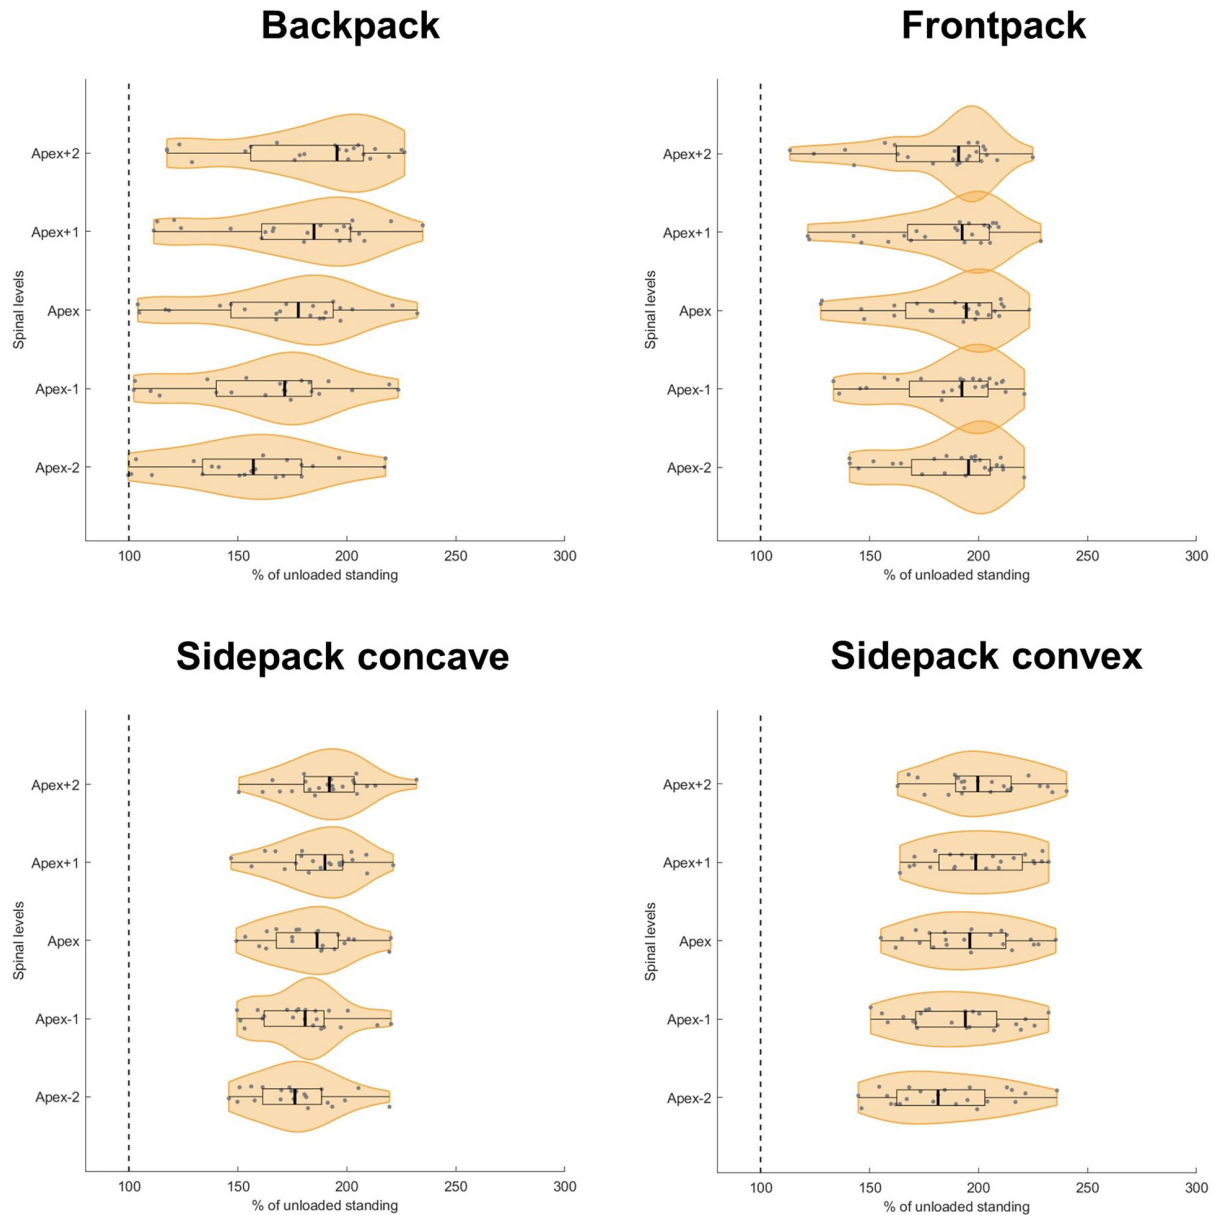 Backpack
Frontpack
Spinal levels
Apex+2
Apex+1
Apex
Apex-1
Apex-2
100 150 200 250 300
% of unloaded standing
Spinal levels
Apex+2
Apex+1
Apex
Apex-1
Apex-2
100 150 200 250 300
% of unloaded standing
Sidepack concave
Sidepack convex
Spinal levels
Apex+2
Apex+1
Apex
Apex-1
Apex-2
100 150 200 250 300
% of unloaded standing
Spinal levels
Apex+2
Apex+1
Apex
Apex-1
Apex-2
100 150 200 250 300
% of unloaded standing